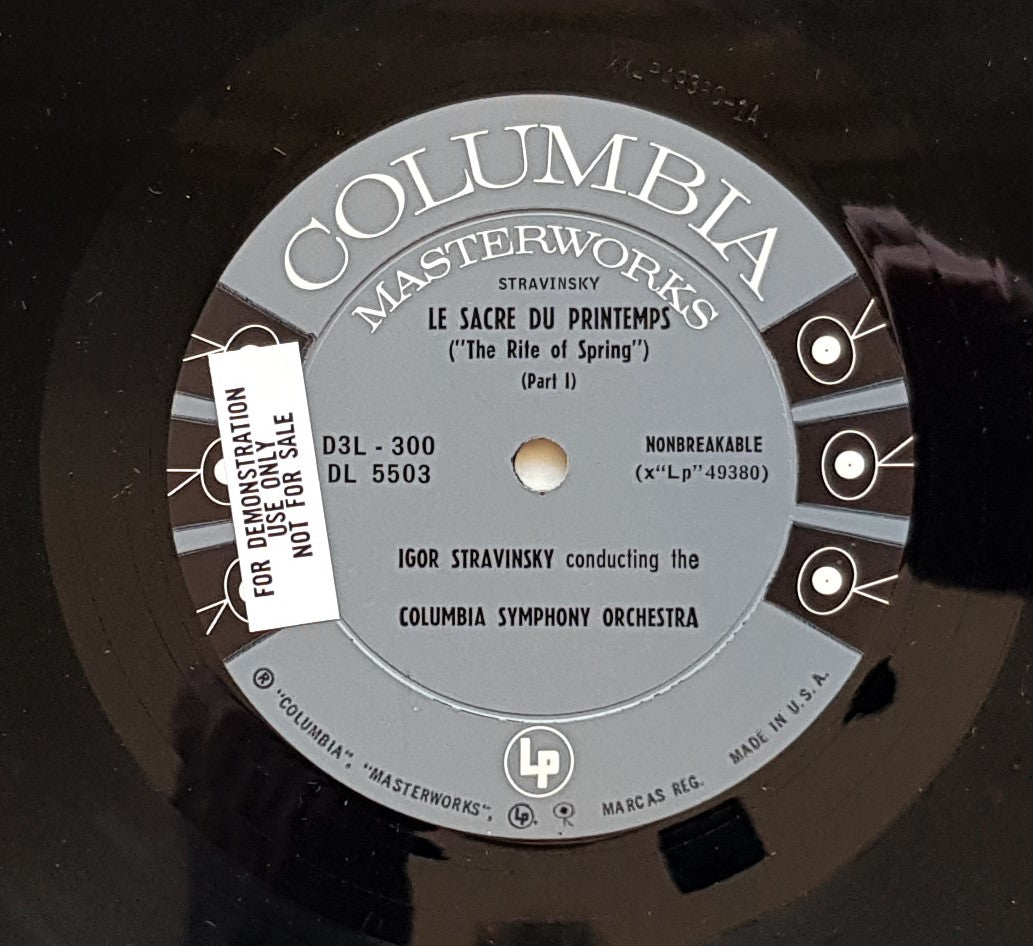 COLUMBIA
MASTERWORKS
STRAVINSKY
LE SACRE DU PRINTEMPS
("The Rite of Spring")
(Part I)
D3L - 300
DL 5503
NONBREAKABLE
(x"Lp"49380)
FOR DEMONSTRATION
USE ONLY
NOT FOR SALE
IGOR STRAVINSKY conducting the
COLUMBIA SYMPHONY ORCHESTRA
Lp
® "COLUMBIA", "MASTERWORKS", Lp, MARCAS REG. MADE IN U.S.A.